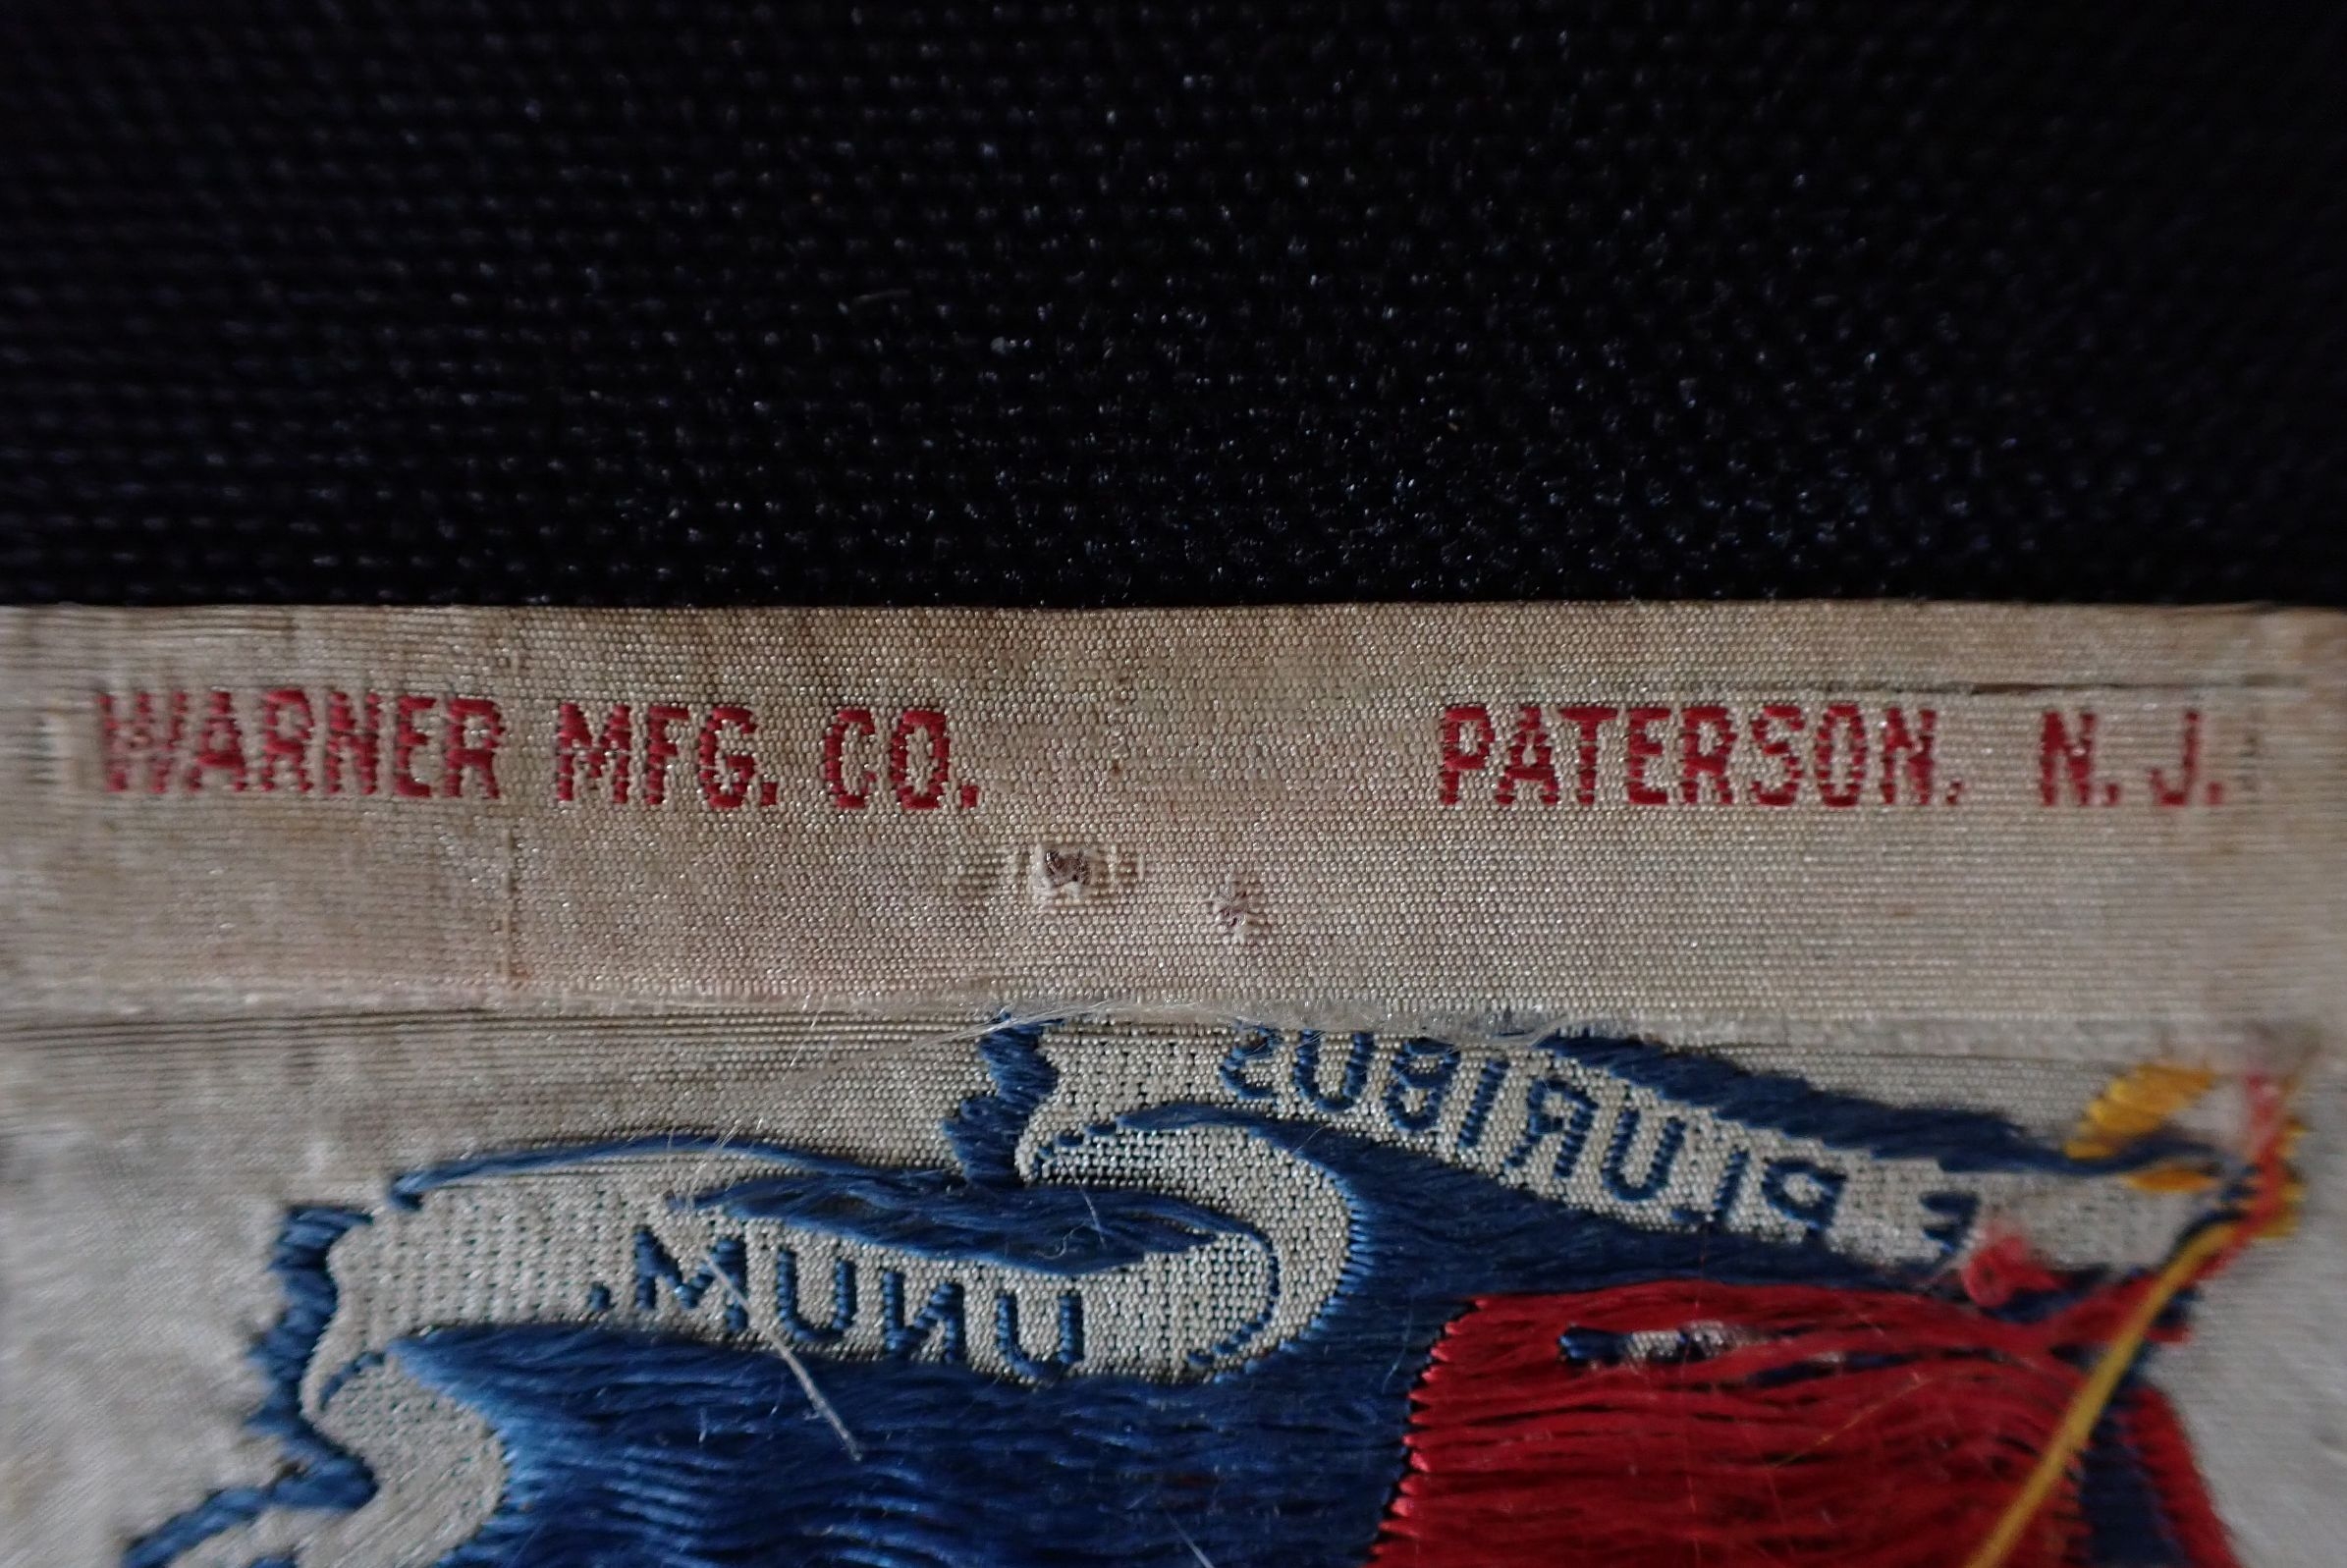 WARNER MFG. CO. PATERSON, N. J.
E PLURIBUS
UNUM.